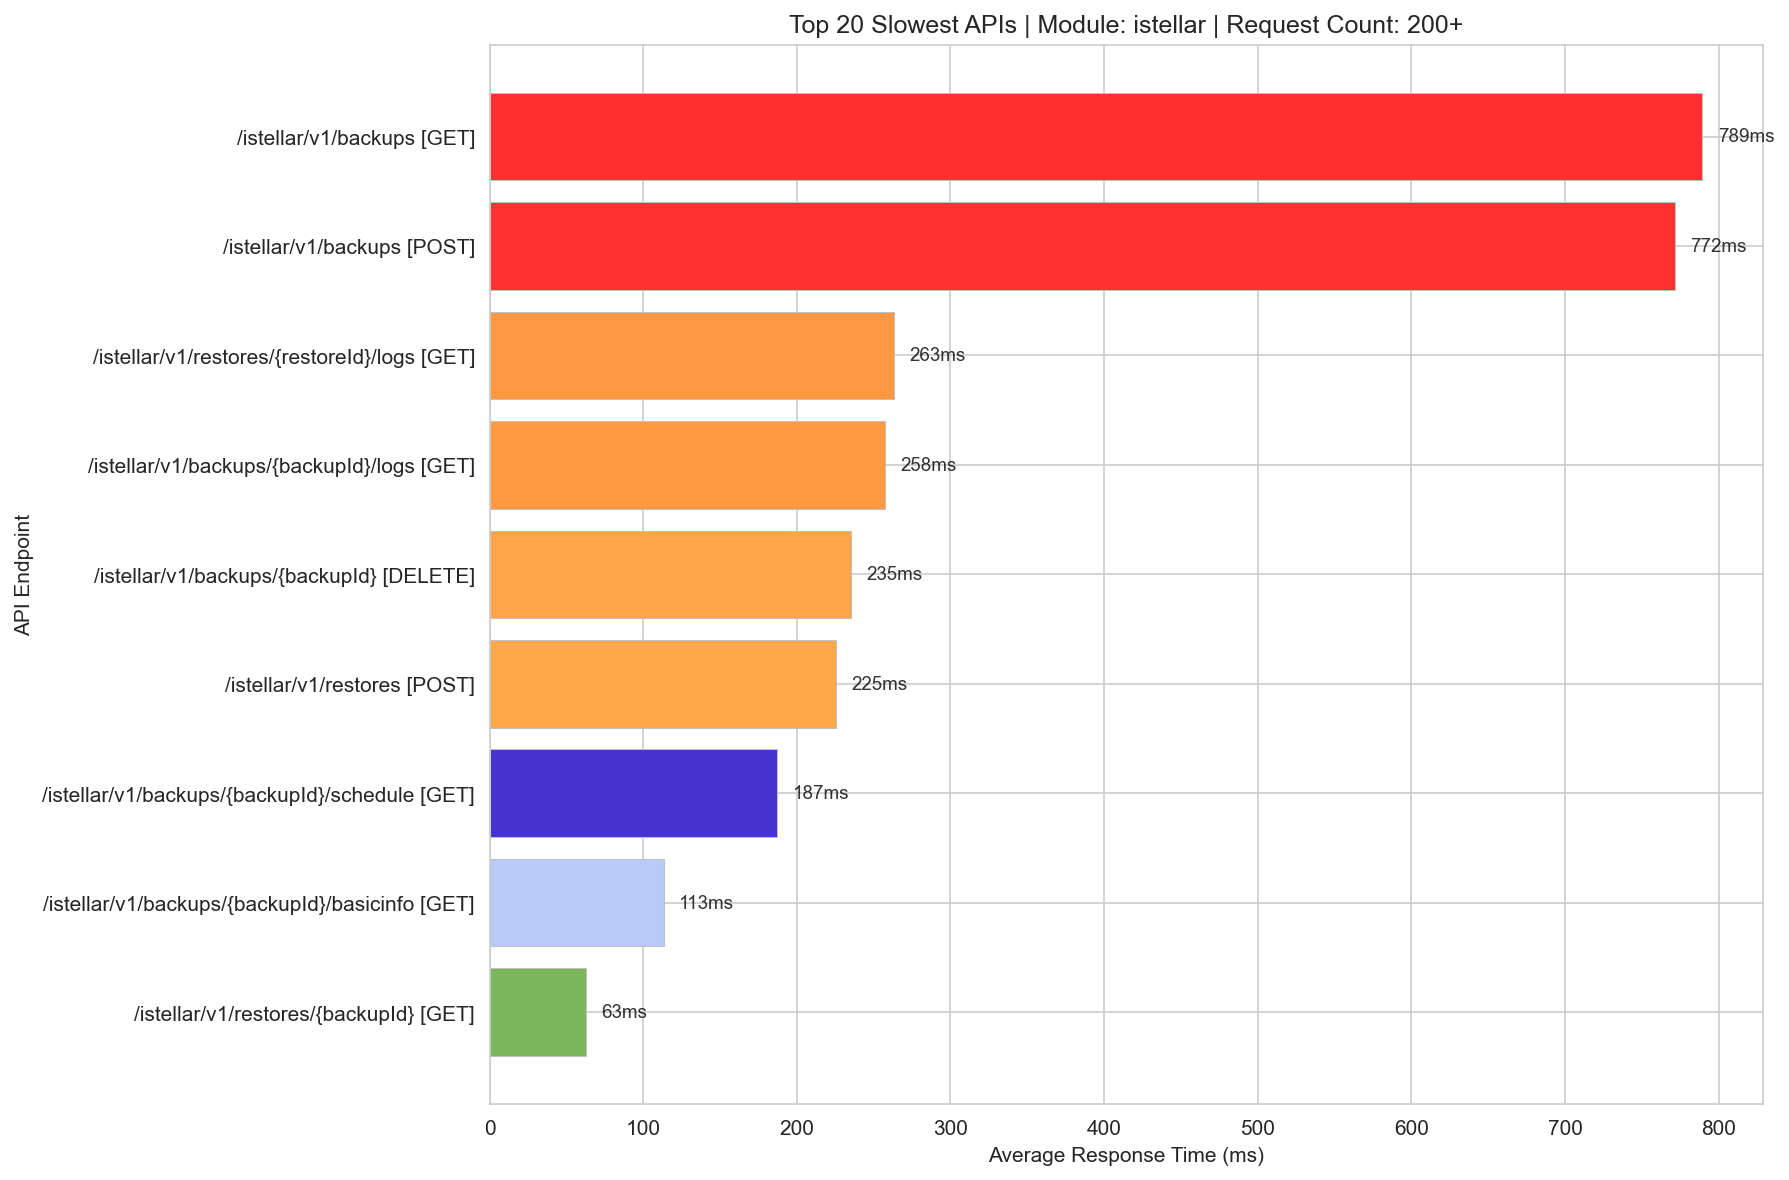 Top 20 Slowest APIs | Module: istellar | Request Count: 200+
API Endpoint
/istellar/v1/backups [GET] 789ms
/istellar/v1/backups [POST] 772ms
/istellar/v1/restores/{restoreId}/logs [GET] 263ms
/istellar/v1/backups/{backupId}/logs [GET] 258ms
/istellar/v1/backups/{backupId} [DELETE] 235ms
/istellar/v1/restores [POST] 225ms
/istellar/v1/backups/{backupId}/schedule [GET] 187ms
/istellar/v1/backups/{backupId}/basicinfo [GET] 113ms
/istellar/v1/restores/{backupId} [GET] 63ms
0 100 200 300 400 500 600 700 800
Average Response Time (ms)